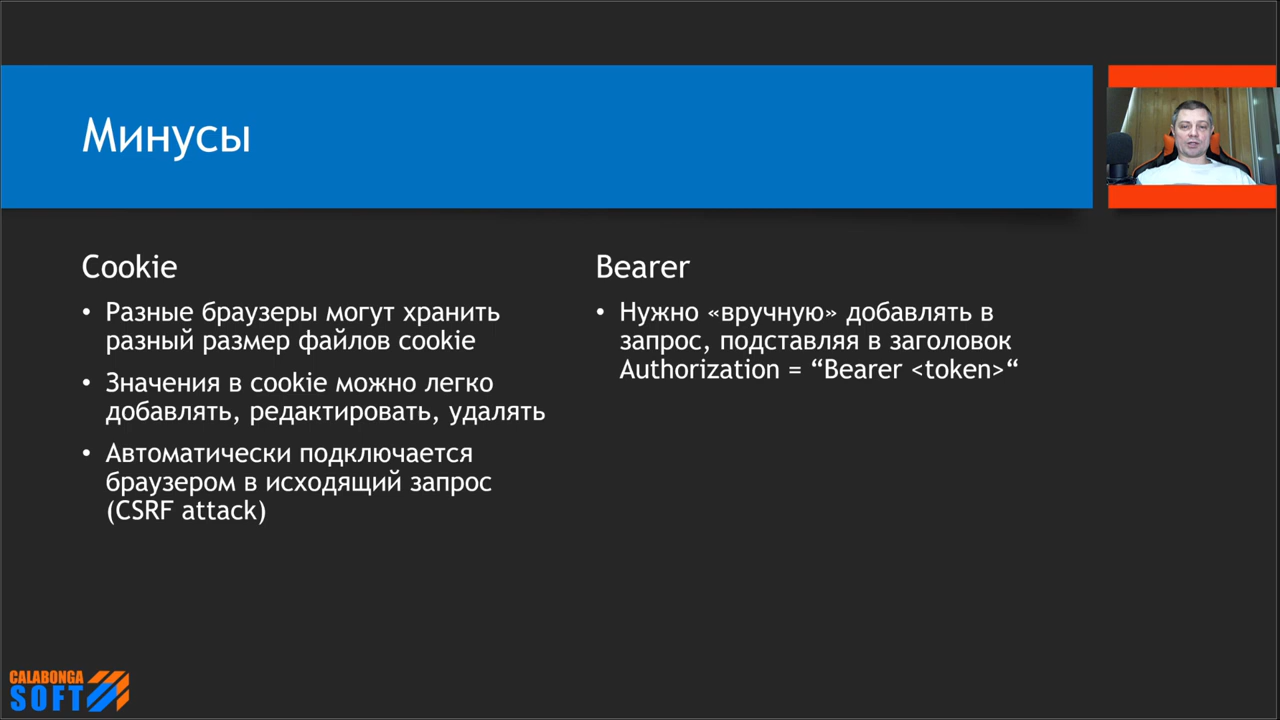 Минусы
Cookie
• Разные браузеры могут хранить
разный размер файлов cookie
• Значения в cookie можно легко
добавлять, редактировать, удалять
• Автоматически подключается
браузером в исходящий запрос
(CSRF attack)
Bearer
• Нужно «вручную» добавлять в
запрос, подставляя в заголовок
Authorization = “Bearer <token>“
CALABONGA
SOFT